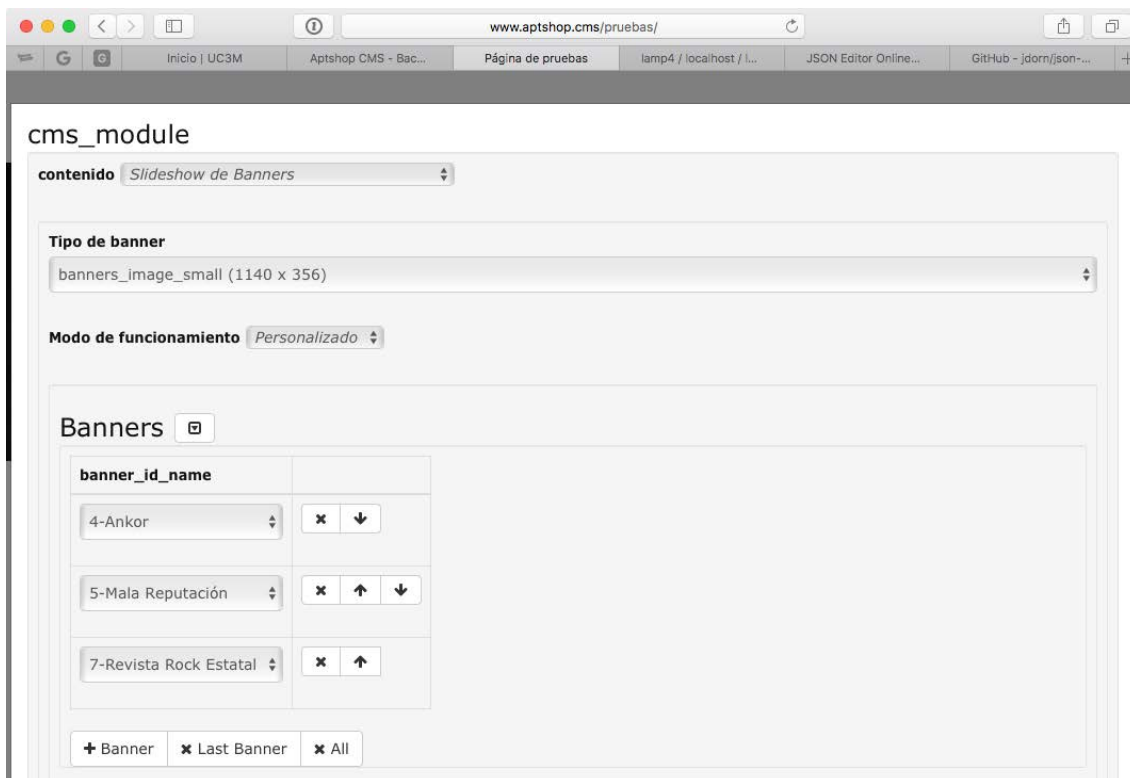 www.aptshop.cms/pruebas/
G G Inicio | UC3M Aptshop CMS - Bac... Página de pruebas lamp4 / localhost / l... JSON Editor Online... GitHub - jdorn/json-...
cms_module
contenido Slideshow de Banners
Tipo de banner
banners_image_small (1140 x 356)
Modo de funcionamiento Personalizado
Banners
banner_id_name
4-Ankor
5-Mala Reputación
7-Revista Rock Estatal
+ Banner × Last Banner × All